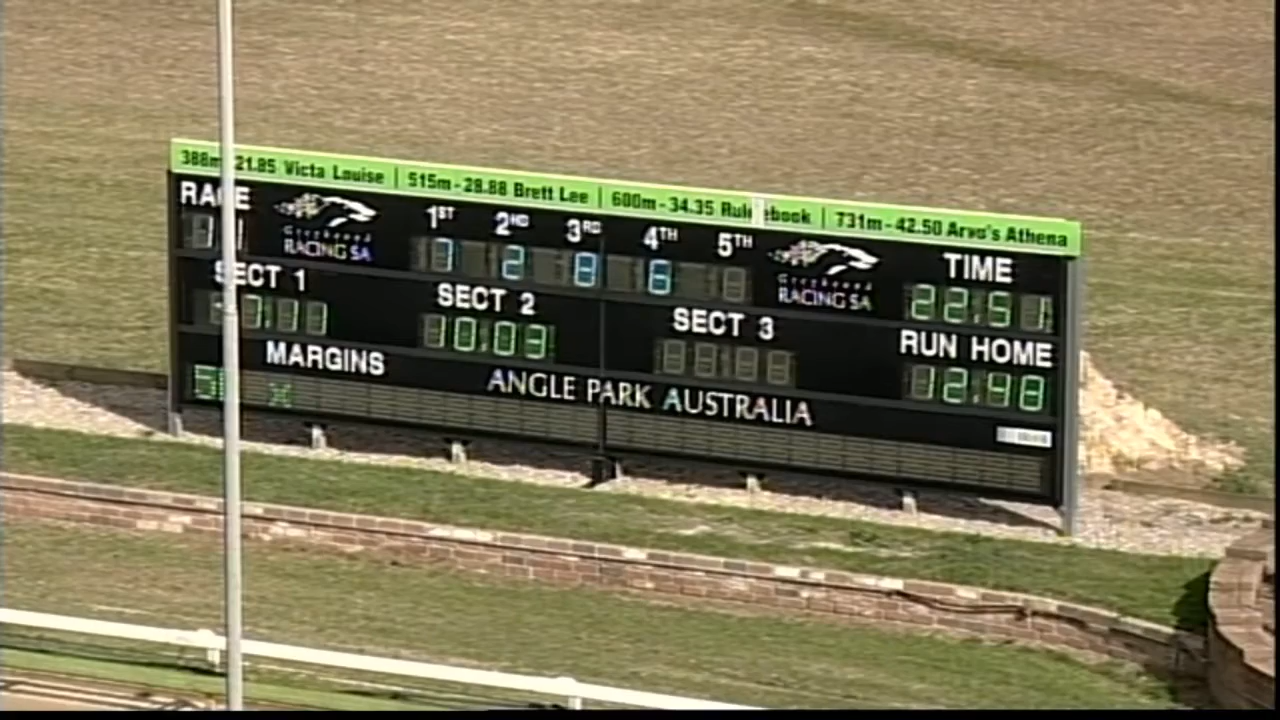 388m 21.85 Victa Louise | 515m - 28.88 Brett Lee | 600m - 34.35 | 731m - 42.50 Arvo's Athena
RACE
Greyhound
RACING SA
1ST 2ND 3RD 4TH 5TH
2 8 6
Greyhound
RACING SA
TIME
22.51
SECT 1
SECT 2
10.03
SECT 3
RUN HOME
12.48
MARGINS
ANGLE PARK AUSTRALIA